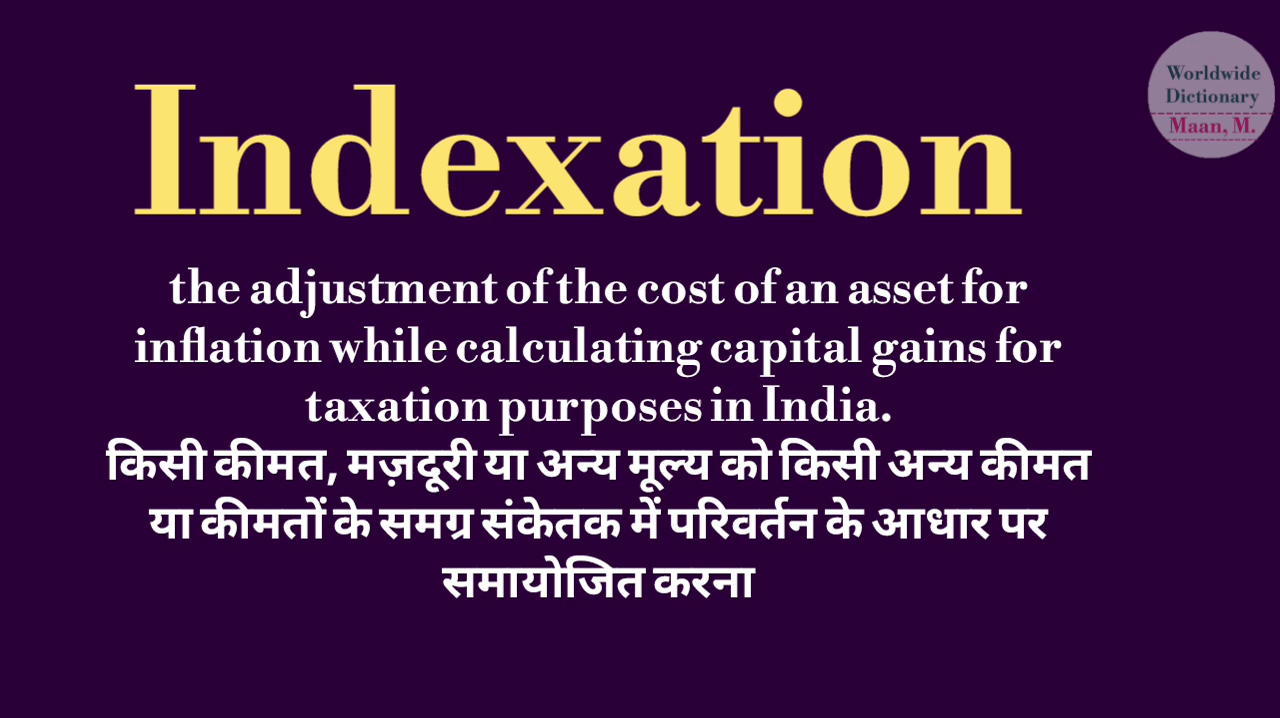 Indexation
Worldwide
Dictionary
Maan, M.
the adjustment of the cost of an asset for
inflation while calculating capital gains for
taxation purposes in India.
किसी कीमत, मज़दूरी या अन्य मूल्य को किसी अन्य कीमत
या कीमतों के समग्र संकेतक में परिवर्तन के आधार पर
समायोजित करना